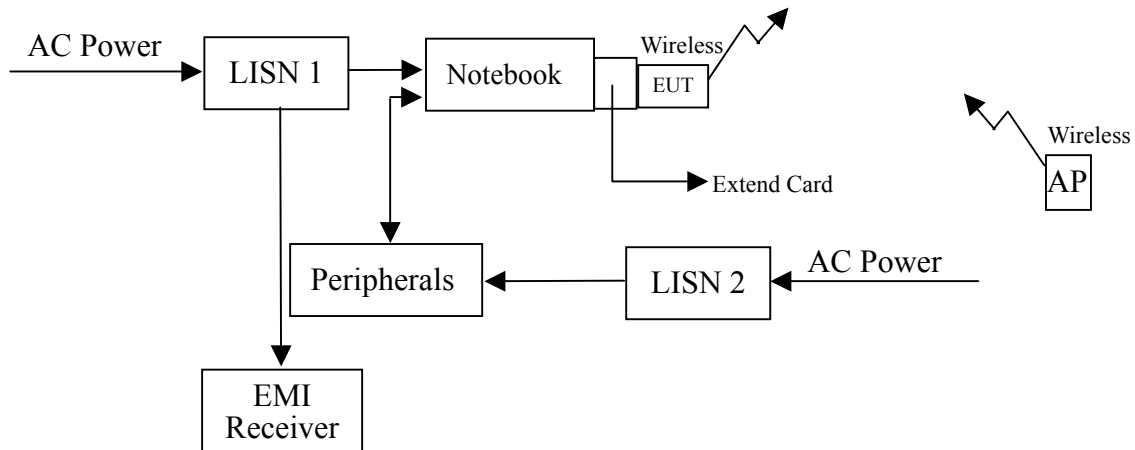 AC Power
LISN 1
Notebook
Wireless
EUT
Wireless
AP
Extend Card
Peripherals
LISN 2
AC Power
EMI
Receiver